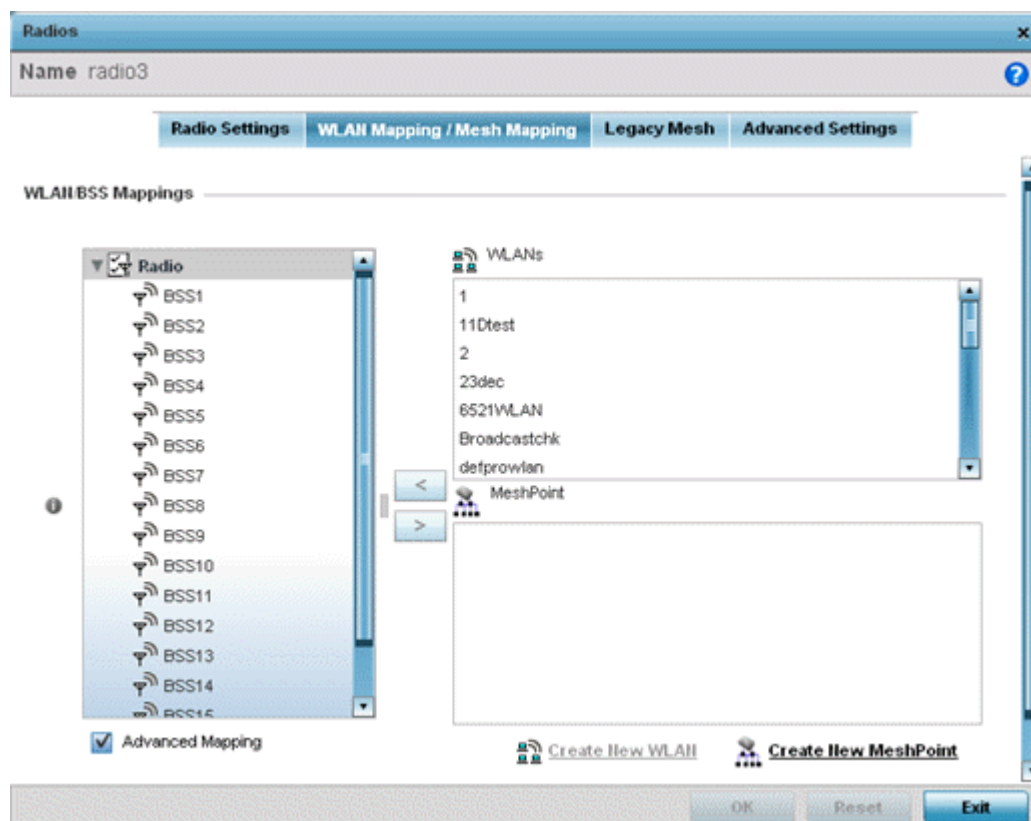 Radios
Name radio3
Radio Settings
WLAN Mapping / Mesh Mapping
Legacy Mesh
Advanced Settings
WLAN/BSS Mappings
Radio
BSS1
BSS2
BSS3
BSS4
BSS5
BSS6
BSS7
BSS8
BSS9
BSS10
BSS11
BSS12
BSS13
BSS14
BSS15
Advanced Mapping
<
>
WLANs
1
11Dtest
2
23dec
6521WLAN
Broadcastchk
defprowlan
MeshPoint
Create New WLAN
Create New MeshPoint
OK
Reset
Exit